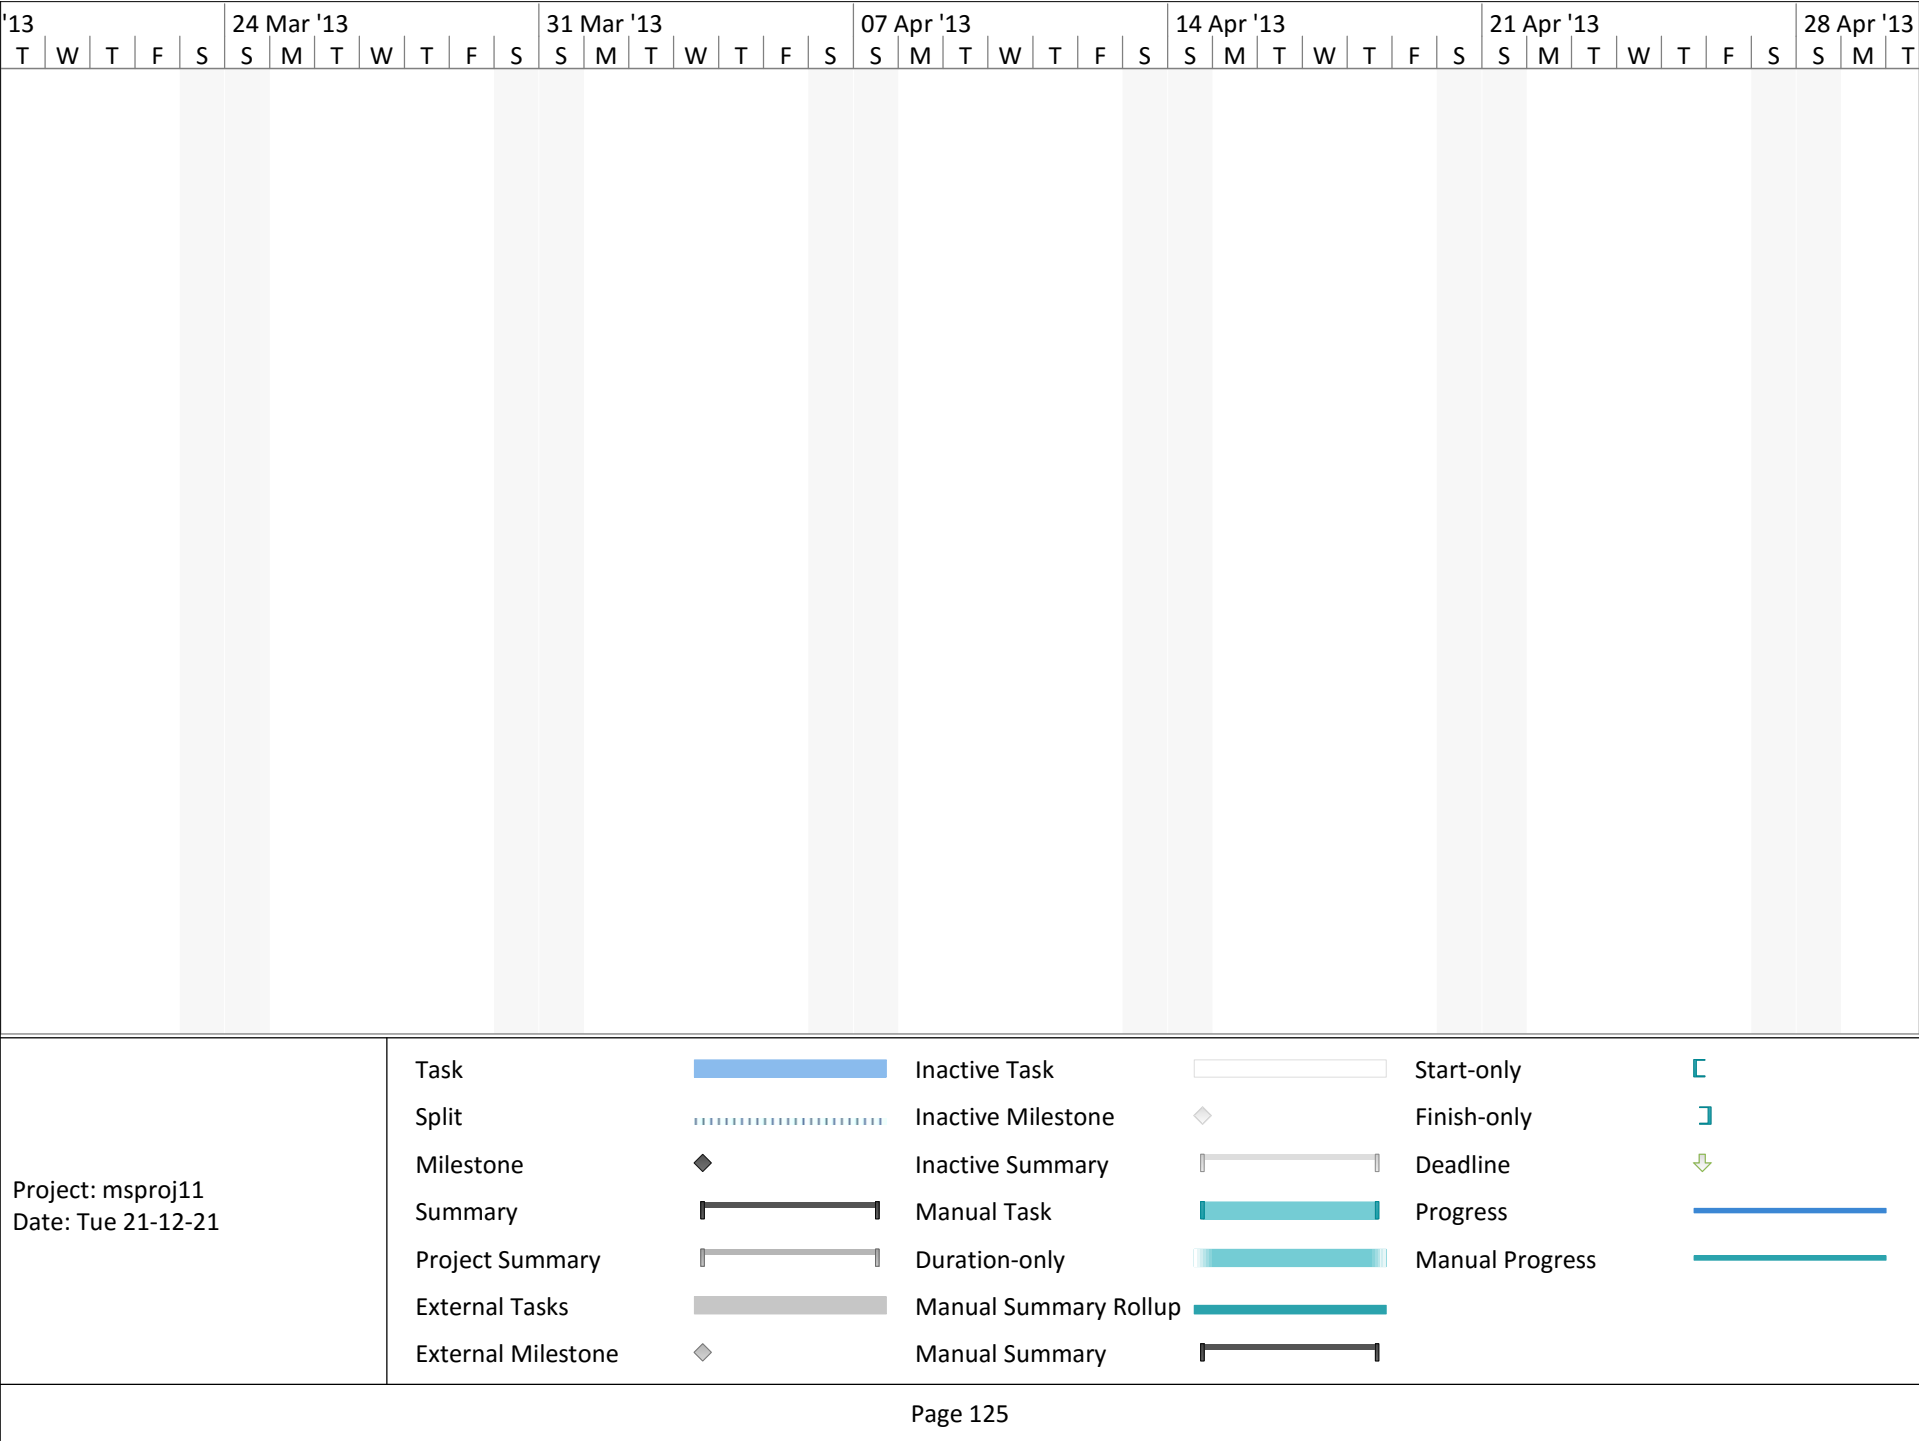 '13 24 Mar '13 31 Mar '13 07 Apr '13 14 Apr '13 21 Apr '13 28 Apr '13
T W T F S S M T W T F S S M T W T F S S M T W T F S S M T W T F S S M T W T F S S M T
Task Inactive Task Start-only
Split Inactive Milestone Finish-only
Milestone Inactive Summary Deadline
Project: msproj11
Date: Tue 21-12-21
Summary Manual Task Progress
Project Summary Duration-only Manual Progress
External Tasks Manual Summary Rollup
External Milestone Manual Summary
Page 125